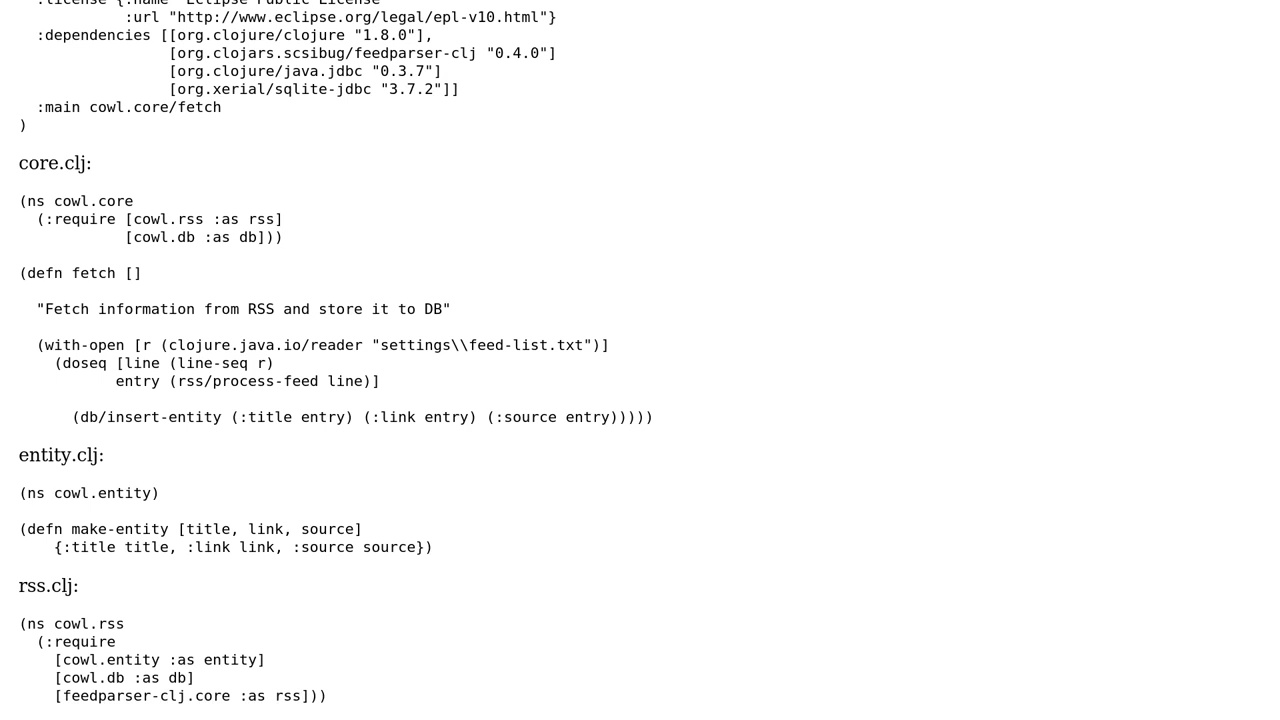 :license {:name "Eclipse Public License"
:url "http://www.eclipse.org/legal/epl-v10.html"}
:dependencies [[org.clojure/clojure "1.8.0"],
[org.clojars.scsibug/feedparser-clj "0.4.0"]
[org.clojure/java.jdbc "0.3.7"]
[org.xerial/sqlite-jdbc "3.7.2"]]
:main cowl.core/fetch
)
core.clj:
(ns cowl.core
(:require [cowl.rss :as rss]
[cowl.db :as db]))
(defn fetch []
"Fetch information from RSS and store it to DB"
(with-open [r (clojure.java.io/reader "settings\\feed-list.txt")]
(doseq [line (line-seq r)
entry (rss/process-feed line)]
(db/insert-entity (:title entry) (:link entry) (:source entry)))))
entity.clj:
(ns cowl.entity)
(defn make-entity [title, link, source]
{:title title, :link link, :source source})
rss.clj:
(ns cowl.rss
(:require
[cowl.entity :as entity]
[cowl.db :as db]
[feedparser-clj.core :as rss]))